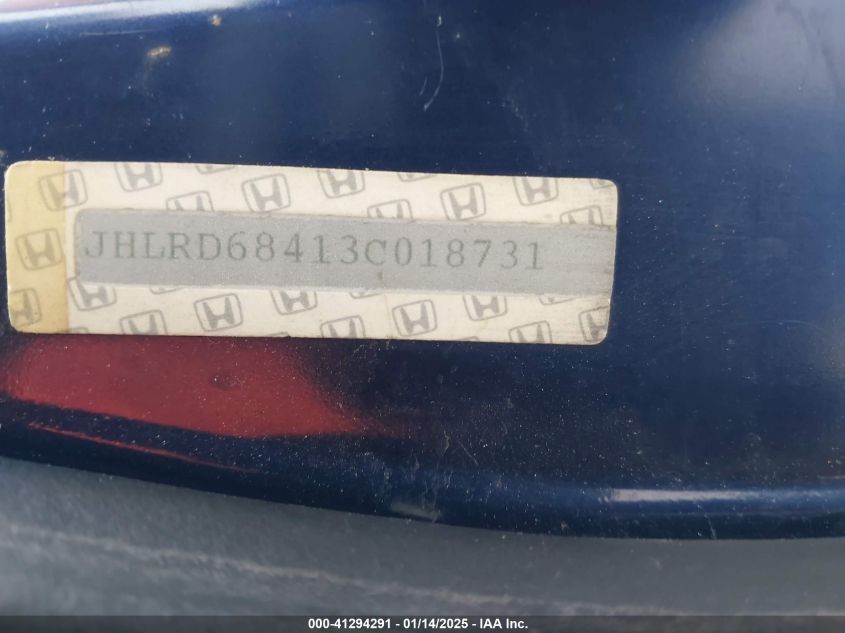 JHLRD68413C018731
000-41294291 - 01/14/2025 - IAA Inc.